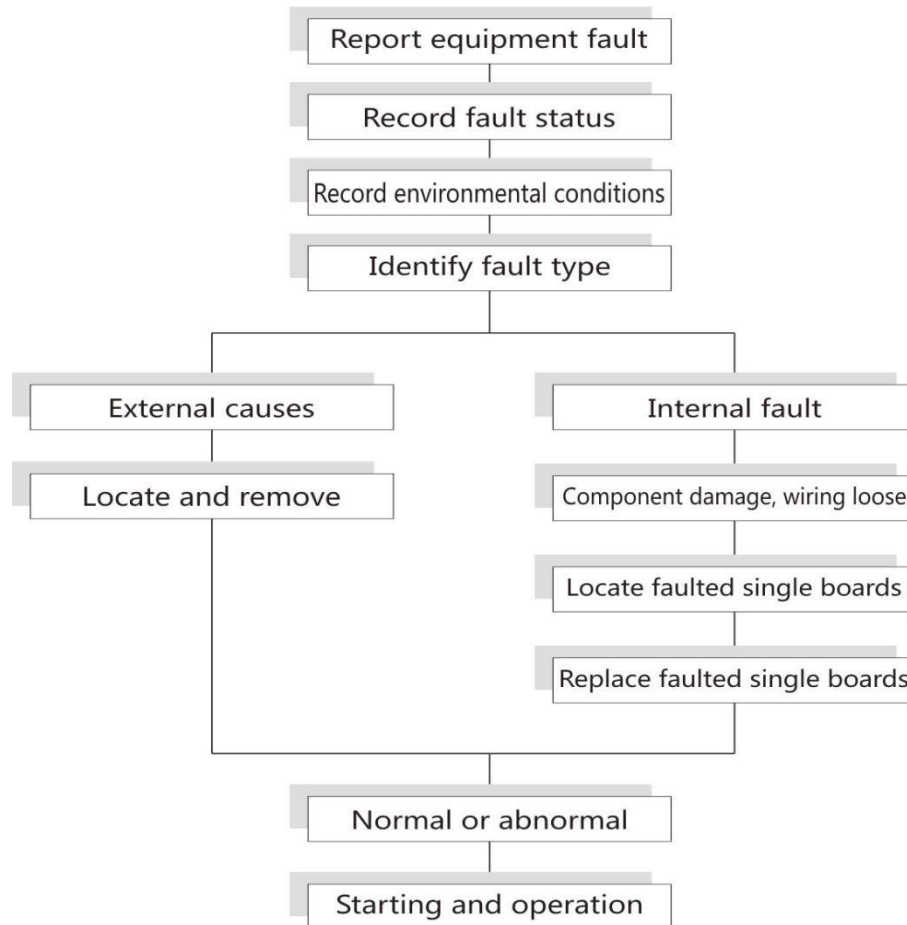 Report equipment fault
Record fault status
Record environmental conditions
Identify fault type
External causes
Locate and remove
Internal fault
Component damage, wiring loose
Locate faulted single boards
Replace faulted single boards
Normal or abnormal
Starting and operation